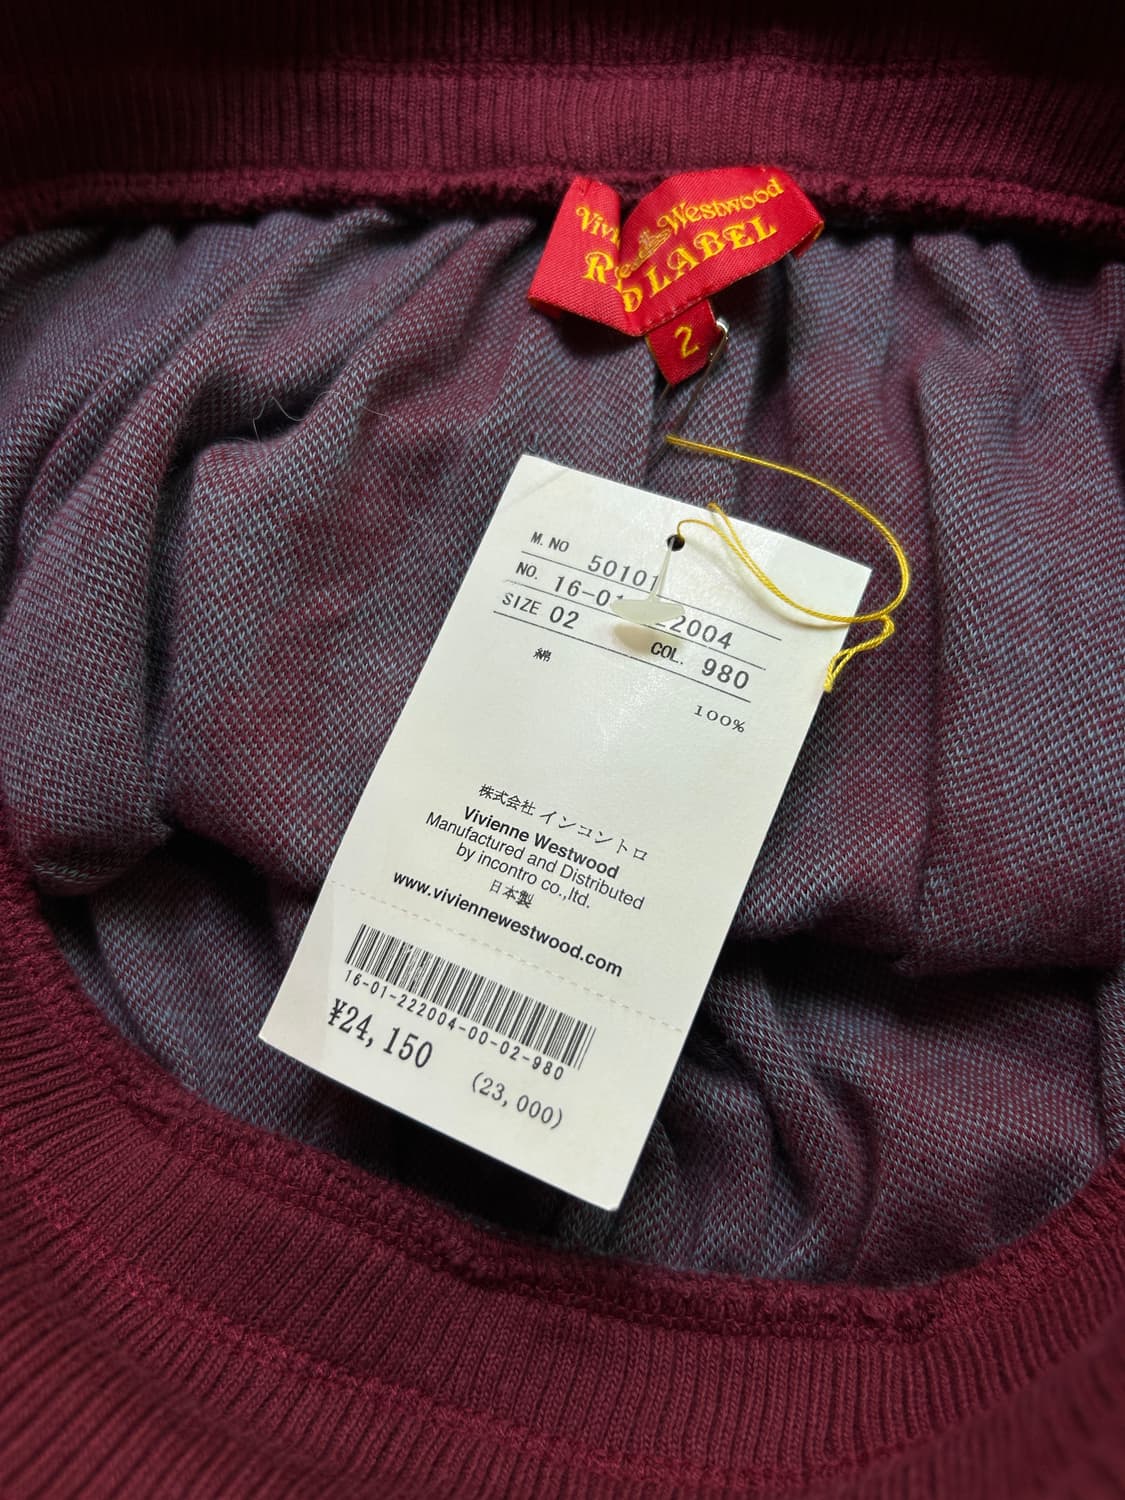 Westwood
LABEL
2
M. NO 50101
NO. 16-01 22004
SIZE 02 COL. 980
綿 100%
株式会社 インコントロ
Vivienne Westwood
Manufactured and Distributed
by incontro co.,ltd.
日本製
www.viviennewestwood.com
16-01-222004-00-02-980
¥24,150
(23,000)